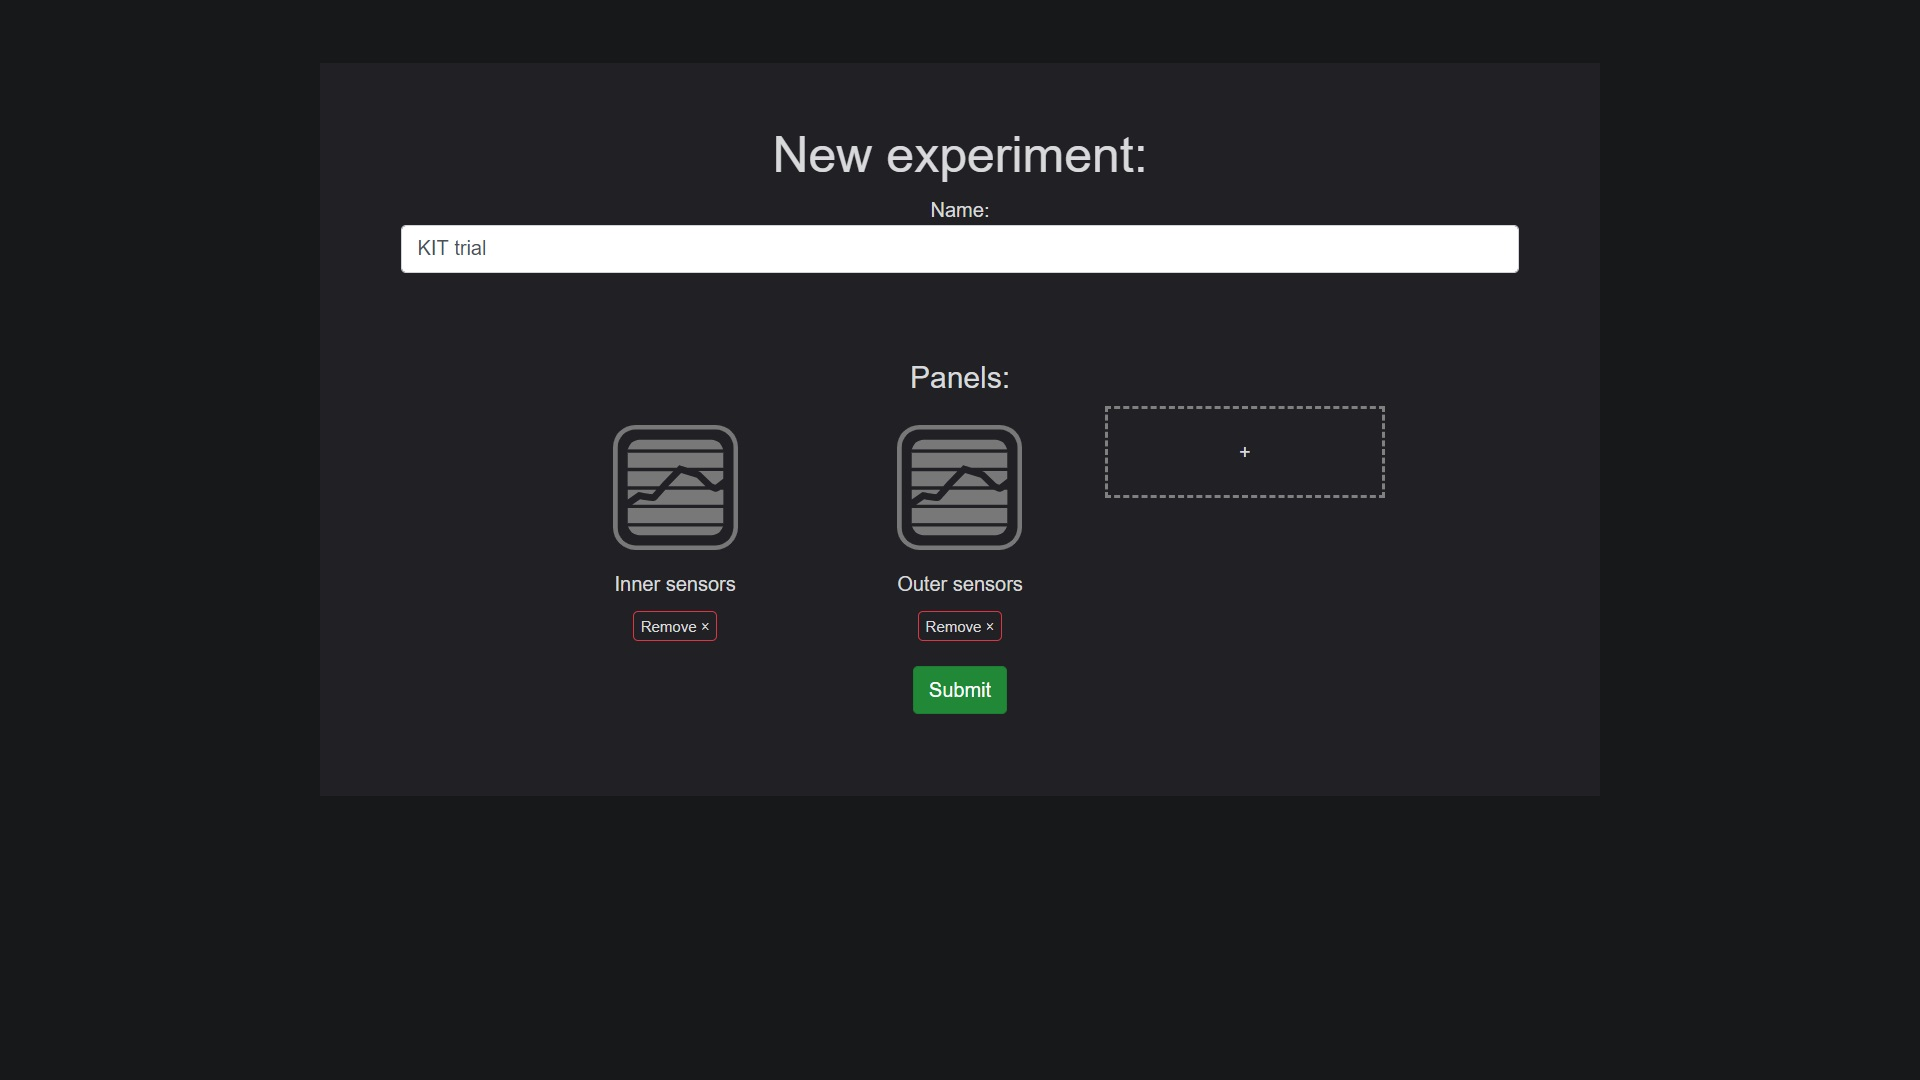 New experiment:
Name:
KIT trial
Panels:
+
Inner sensors
Outer sensors
Remove ×
Remove ×
Submit